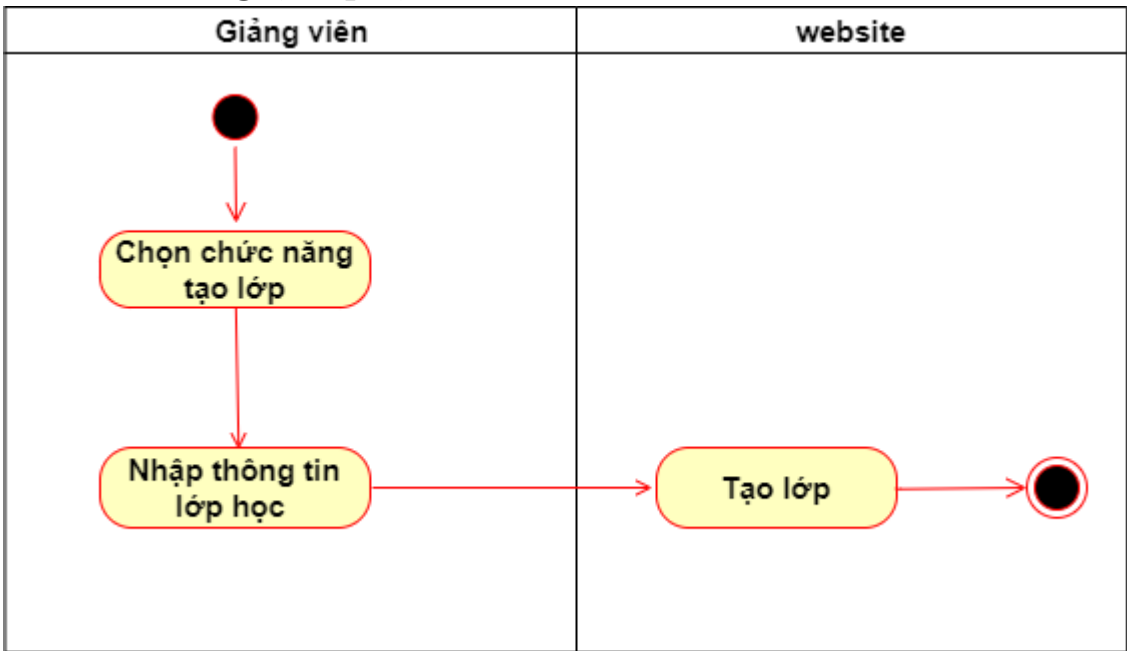 Giảng viên
website
Chọn chức năng
tạo lớp
Nhập thông tin
lớp học
Tạo lớp